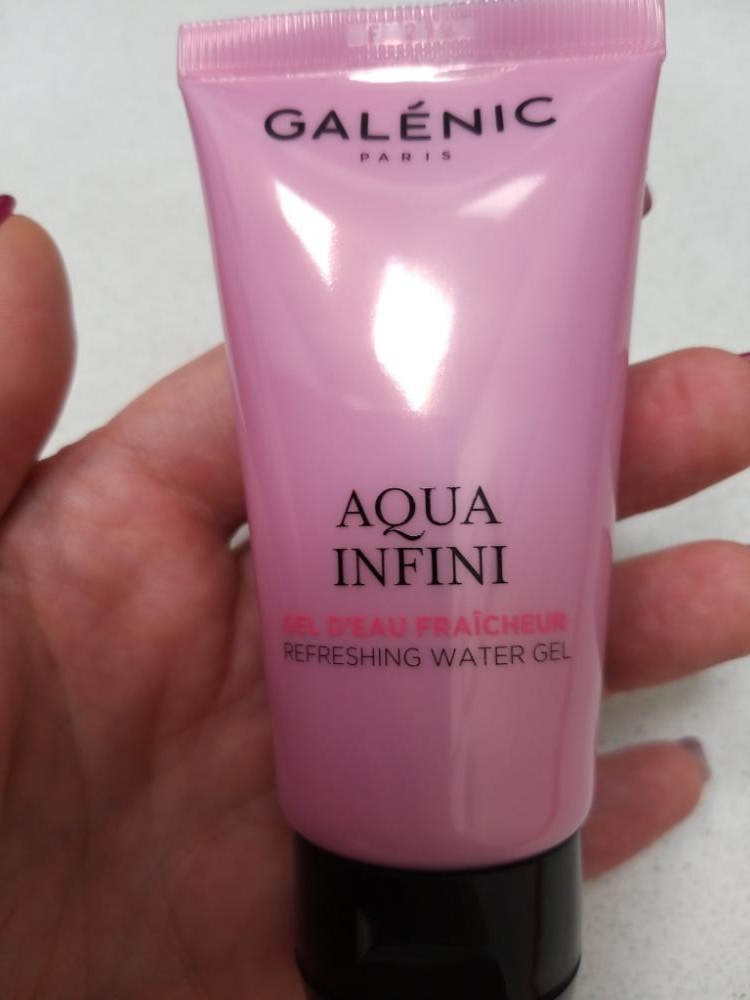 GALÉNIC
PARIS
AQUA
INFINI
GEL D'EAU FRAÎCHEUR
REFRESHING WATER GEL